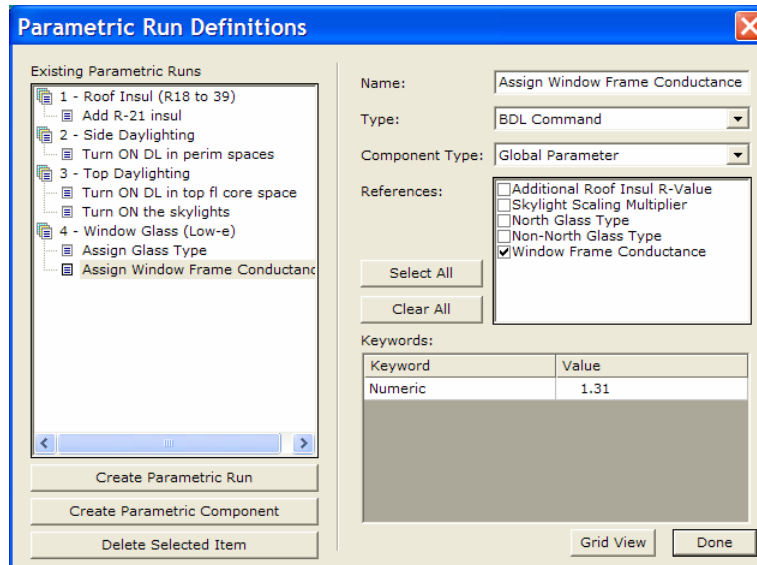 Parametric Run Definitions
Existing Parametric Runs
1 - Roof Insul (R18 to 39)
Add R-21 insul
2 - Side Daylighting
Turn ON DL in perim spaces
3 - Top Daylighting
Turn ON DL in top fl core space
Turn ON the skylights
4 - Window Glass (Low-e)
Assign Glass Type
Assign Window Frame Conductanc
Create Parametric Run
Create Parametric Component
Delete Selected Item
Name: Assign Window Frame Conductance
Type: BDL Command
Component Type: Global Parameter
References:
Additional Roof Insul R-Value
Skylight Scaling Multiplier
North Glass Type
Non-North Glass Type
Window Frame Conductance
Select All
Clear All
Keywords:
Keyword Value
Numeric 1.31
Grid View Done